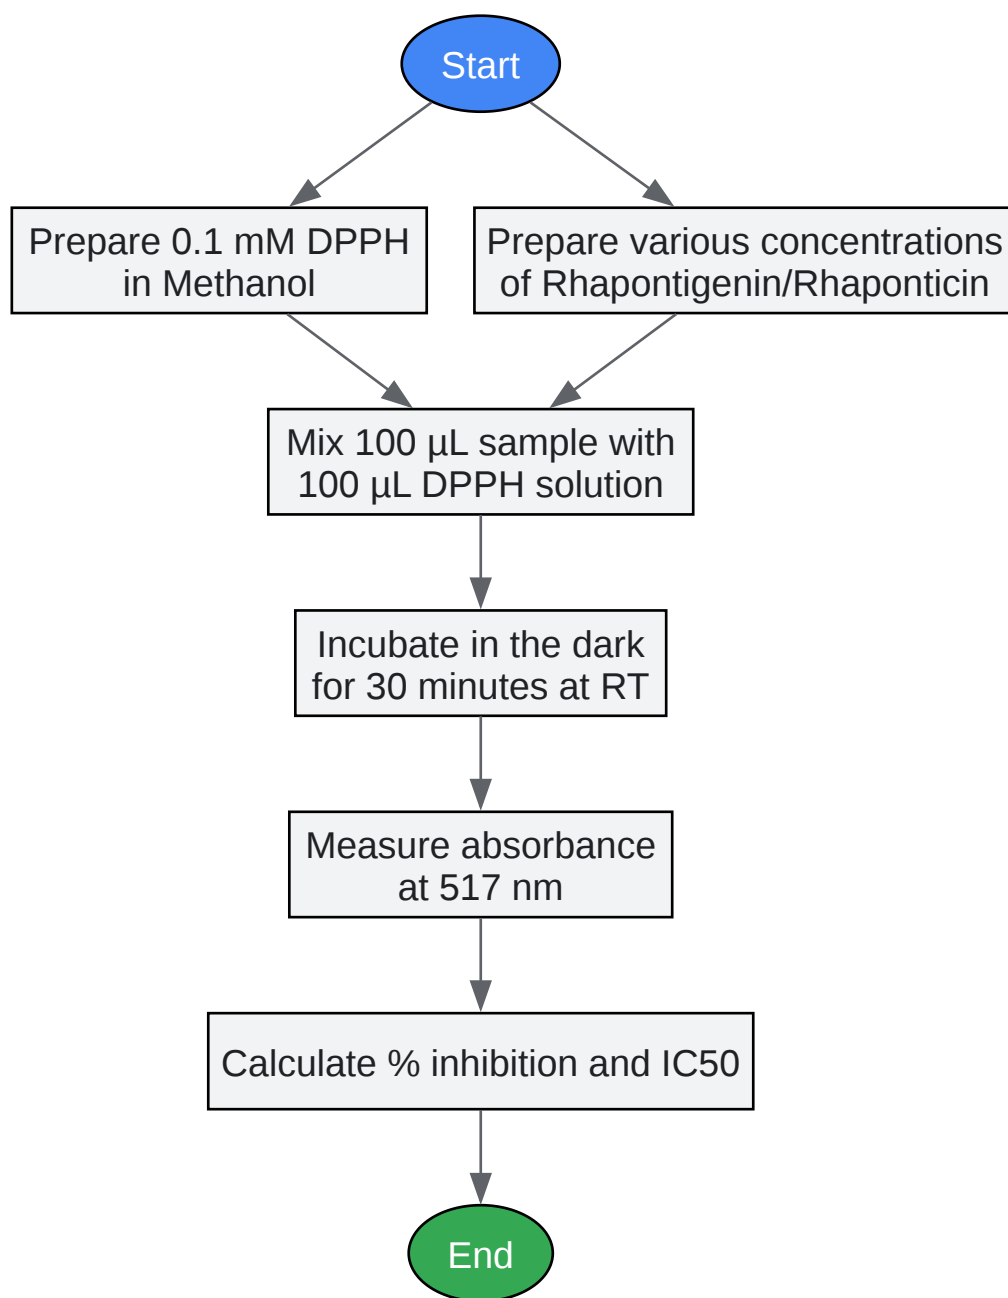 Start
Prepare 0.1 mM DPPH
in Methanol
Prepare various concentrations
of Rhapontigenin/Rhaponticin
Mix 100 µL sample with
100 µL DPPH solution
Incubate in the dark
for 30 minutes at RT
Measure absorbance
at 517 nm
Calculate % inhibition and IC50
End